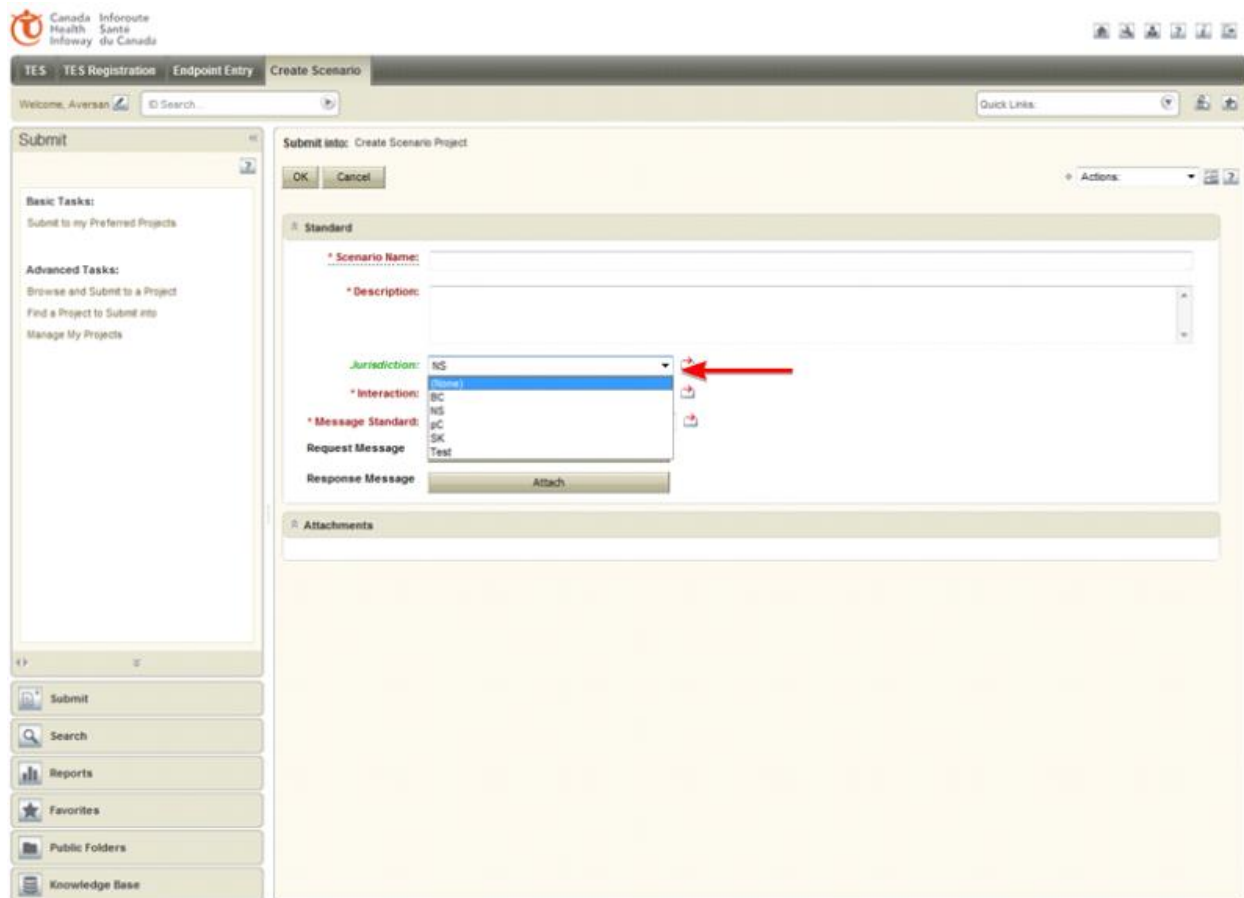 Canada Inforoute
Health Santé
Infoway du Canada
TES TES Registration Endpoint Entry Create Scenario
Welcome, Aversan ID Search... Quick Links:
Submit «
Submit into: Create Scenario Project
?
OK Cancel Actions: ?
Basic Tasks:
Submit to my Preferred Projects
Standard
* Scenario Name:
Advanced Tasks:
Browse and Submit to a Project
* Description:
Find a Project to Submit into
Manage My Projects
Jurisdiction: NS
(None)
* Interaction: BC
NS
* Message Standard: pC
SK
Request Message Test
Response Message Attach
Attachments
Submit
Search
Reports
Favorites
Public Folders
Knowledge Base